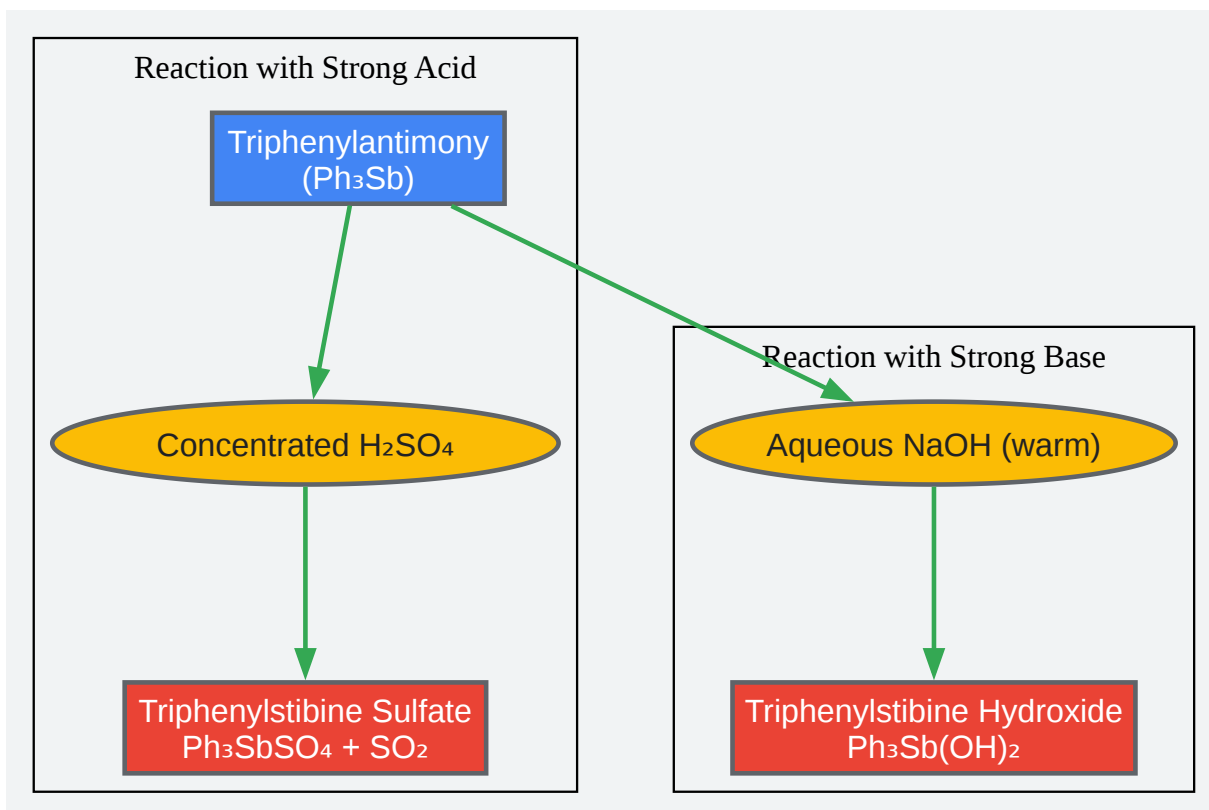 Reaction with Strong Acid
Triphenylantimony
(Ph₃Sb)
Reaction with Strong Base
Concentrated H₂SO₄
Aqueous NaOH (warm)
Triphenylstibine Sulfate
Ph₃SbSO₄ + SO₂
Triphenylstibine Hydroxide
Ph₃Sb(OH)₂